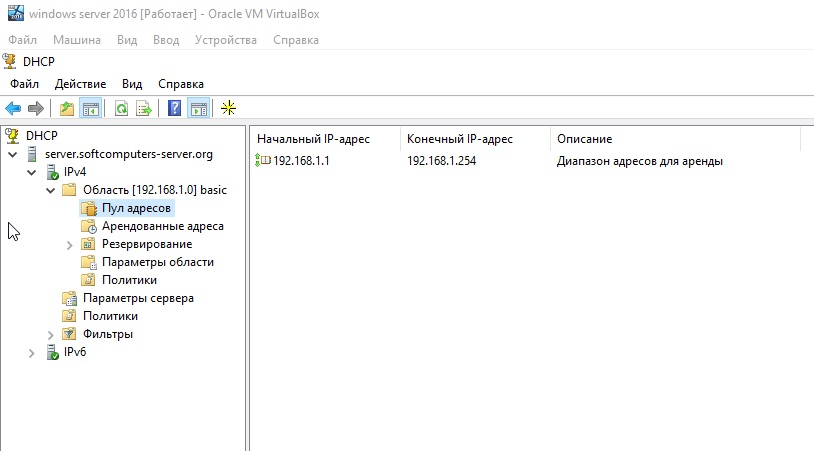 windows server 2016 [Работает] - Oracle VM VirtualBox
Файл Машина Вид Ввод Устройства Справка
DHCP
Файл Действие Вид Справка
DHCP
server.softcomputers-server.org
IPv4
Область [192.168.1.0] basic
Пул адресов
Арендованные адреса
Резервирование
Параметры области
Политики
Параметры сервера
Политики
Фильтры
IPv6
Начальный IP-адрес Конечный IP-адрес Описание
192.168.1.1 192.168.1.254 Диапазон адресов для аренды